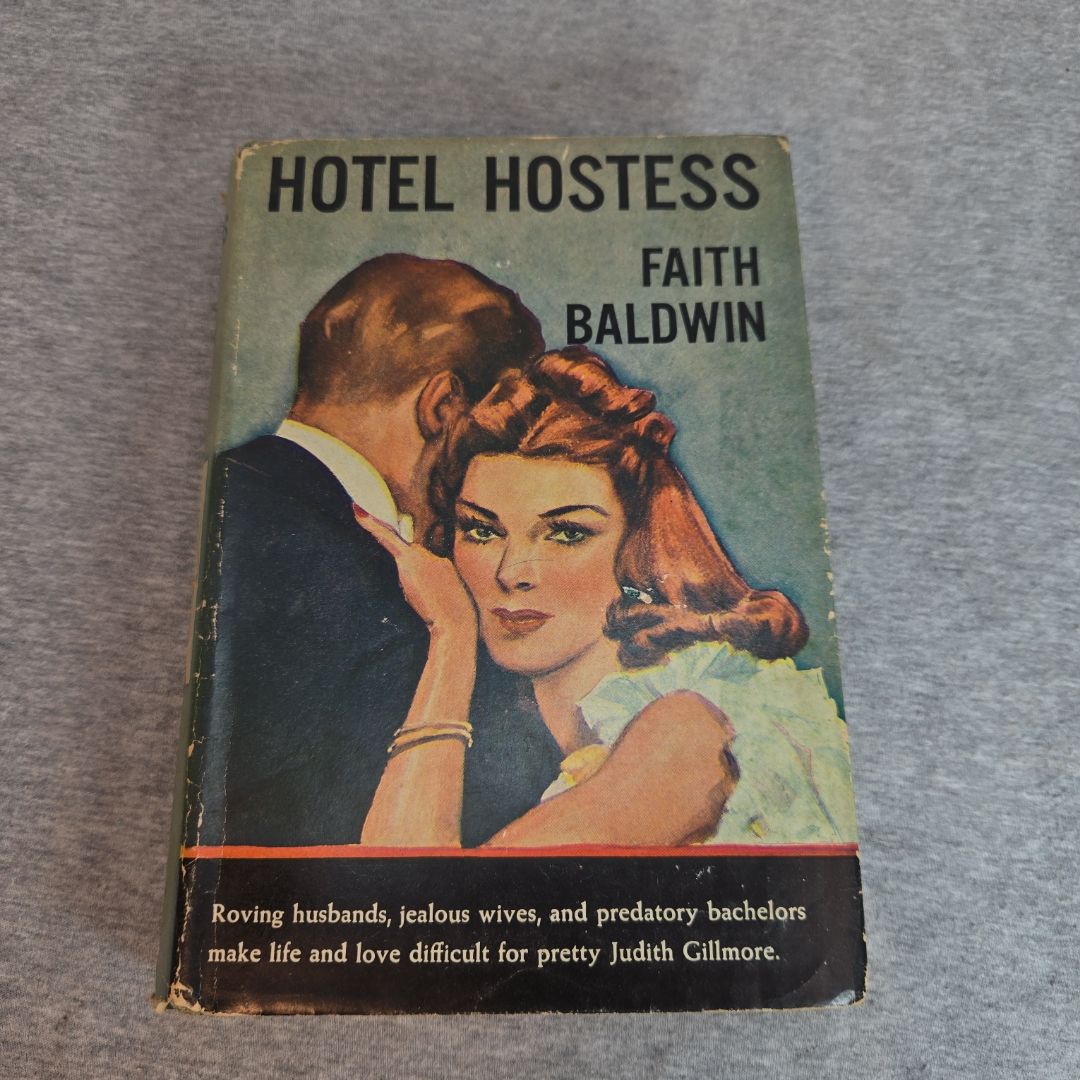 HOTEL HOSTESS
FAITH
BALDWIN
Roving husbands, jealous wives, and predatory bachelors
make life and love difficult for pretty Judith Gillmore.